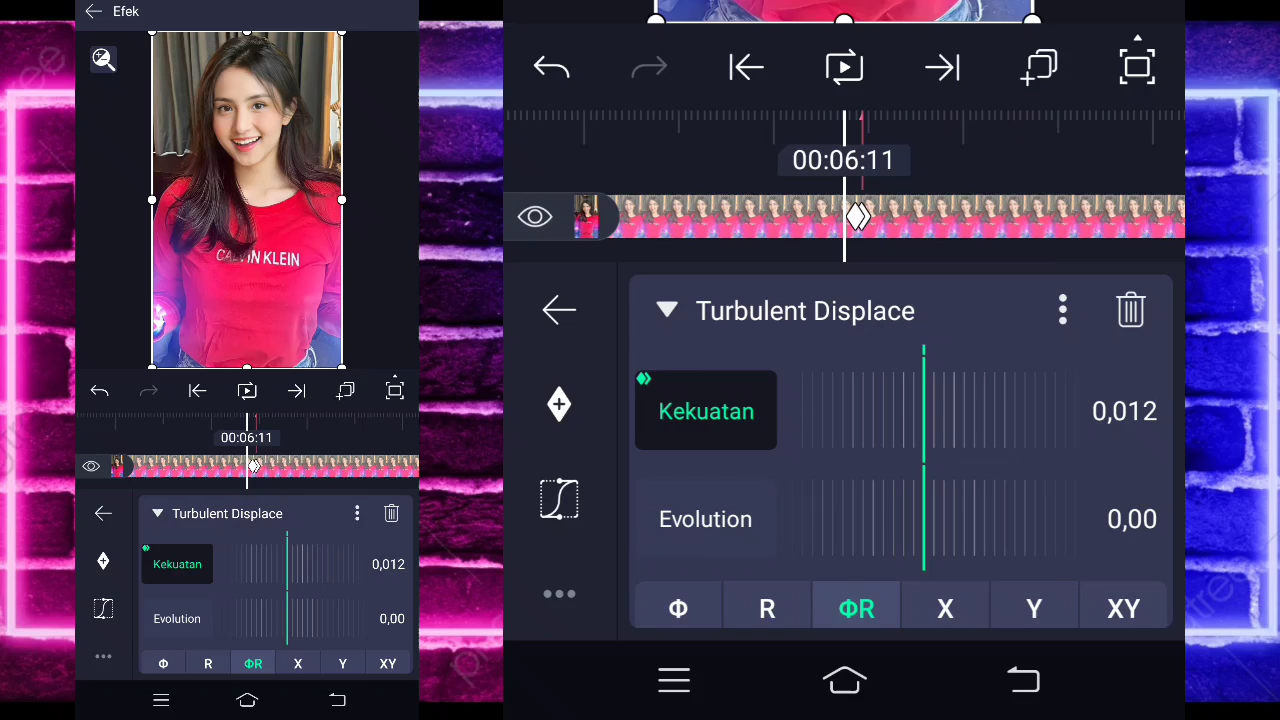 Efek
CALVIN KLEIN
00:06:11
Turbulent Displace
Kekuatan
0,012
Evolution
0,00
Φ R ΦR X Y XY
00:06:11
Turbulent Displace
Kekuatan
0,012
Evolution
0,00
Φ R ΦR X Y XY